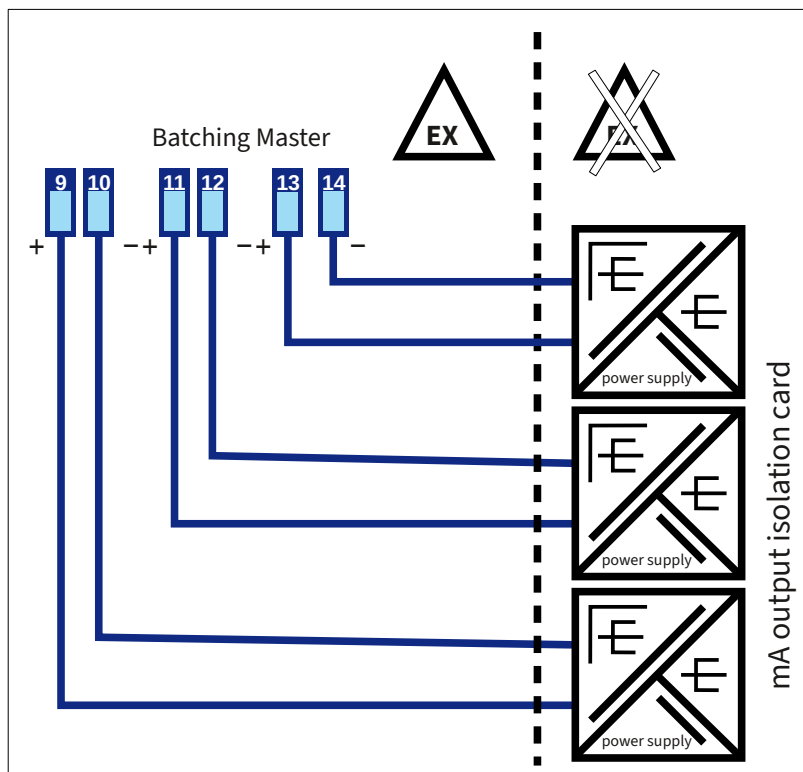 EX
EX
Batching Master
9 10 11 12 13 14
+ − + − + −
power supply
power supply
power supply
mA output isolation card